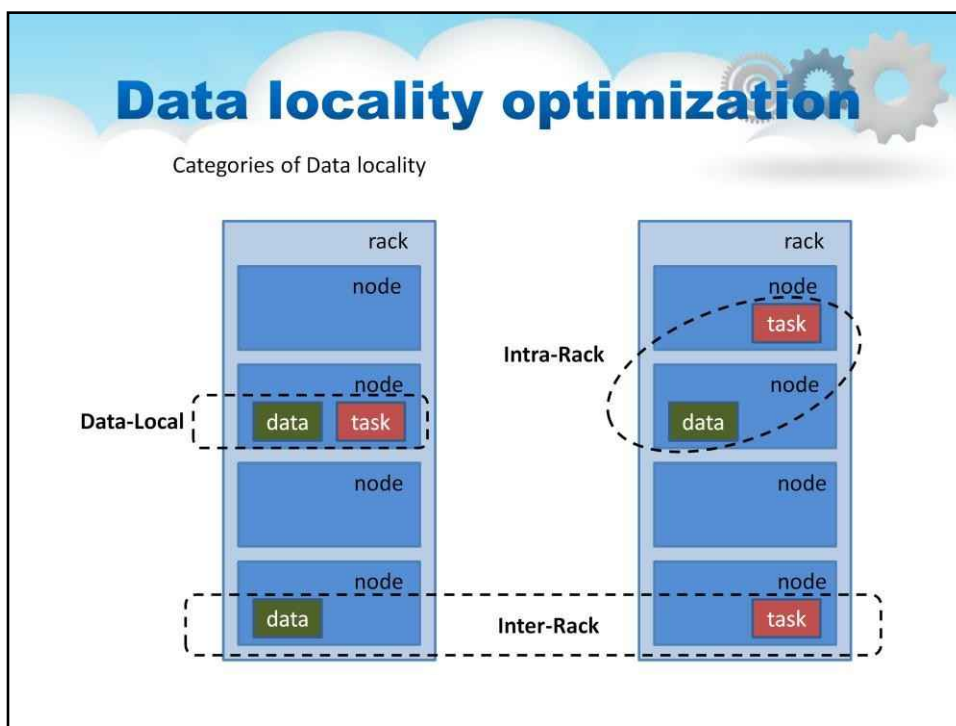 Data locality optimization
Categories of Data locality
rack
rack
node
node
task
Intra-Rack
node
node
Data-Local
data
task
data
node
node
node
node
data
Inter-Rack
task